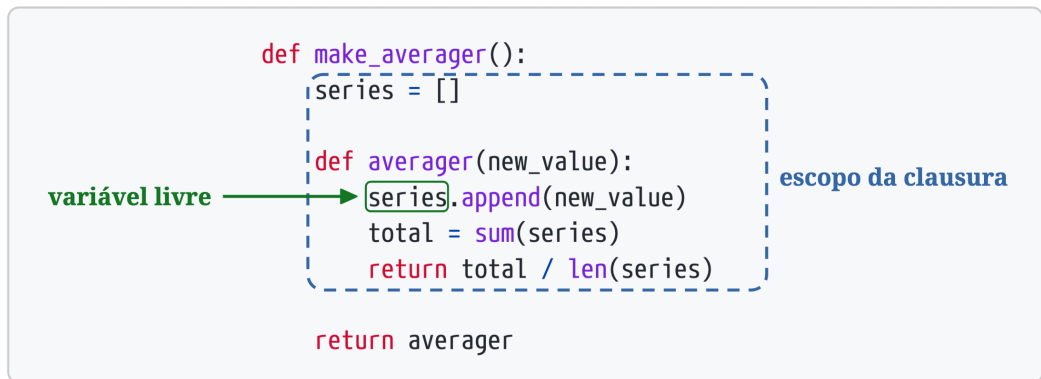 def make_averager():
series = []
def averager(new_value):
variável livre
series.append(new_value)
escopo da clausura
total = sum(series)
return total / len(series)
return averager